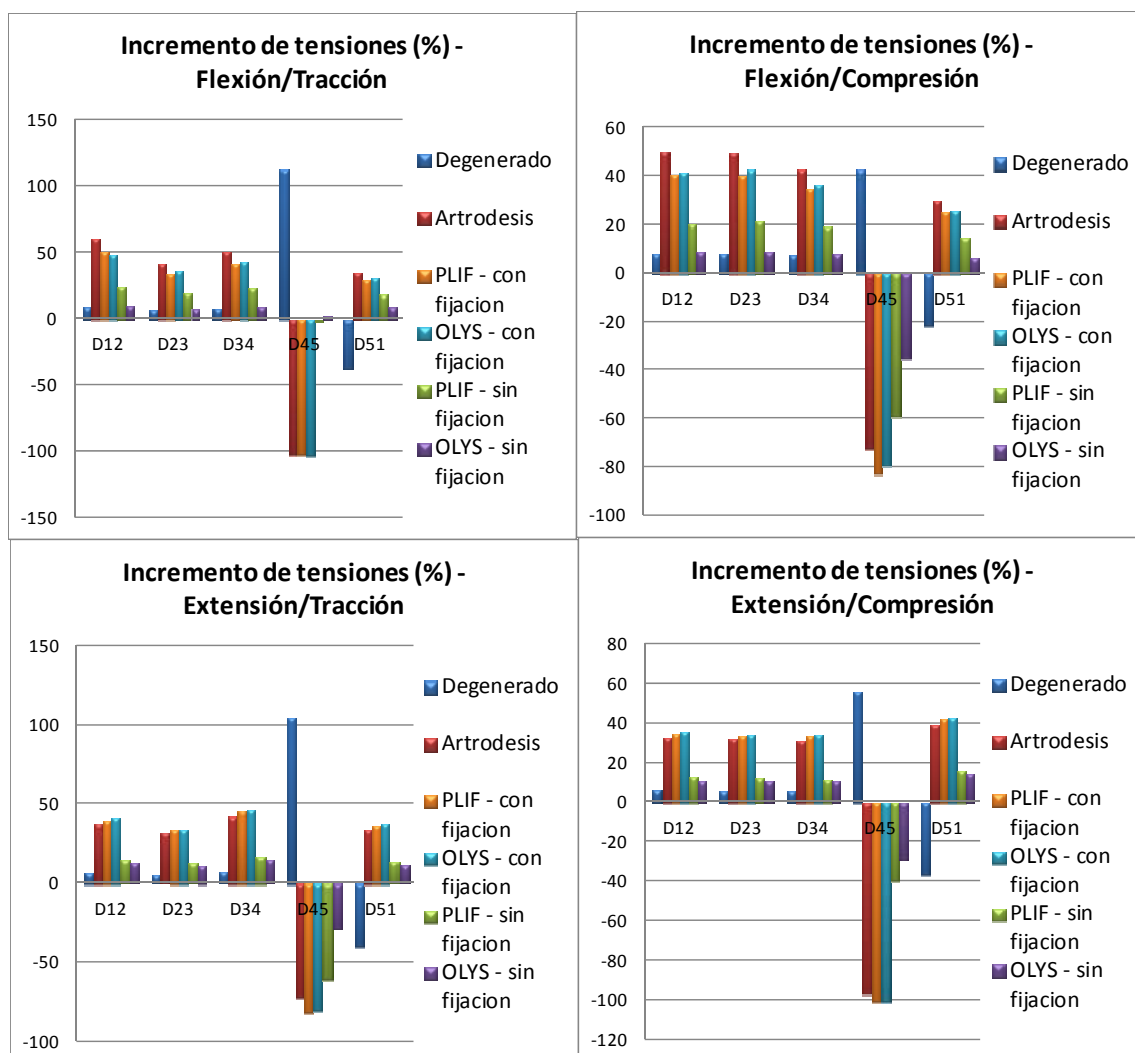 Incremento de tensiones (%) -
Flexión/Tracción
150
100
50
0
-50
-100
-150
D12
D23
D34
D45
D51
Degenerado
Artrodesis
PLIF - con
fijacion
OLYS - con
fijacion
PLIF - sin
fijacion
OLYS - sin
fijacion
Incremento de tensiones (%) -
Flexión/Compresión
60
40
20
0
-20
-40
-60
-80
-100
D12
D23
D34
D45
D51
Degenerado
Artrodesis
PLIF - con
fijacion
OLYS - con
fijacion
PLIF - sin
fijacion
OLYS - sin
fijacion
Incremento de tensiones (%) -
Extensión/Tracción
150
100
50
0
-50
-100
D12
D23
D34
D45
D51
Degenerado
Artrodesis
PLIF - con
fijacion
OLYS - con
fijacion
PLIF - sin
fijacion
OLYS - sin
fijacion
Incremento de tensiones (%) -
Extensión/Compresión
80
60
40
20
0
-20
-40
-60
-80
-100
-120
D12
D23
D34
D45
D51
Degenerado
Artrodesis
PLIF - con
fijacion
OLYS - con
fijacion
PLIF - sin
fijacion
OLYS - sin
fijacion